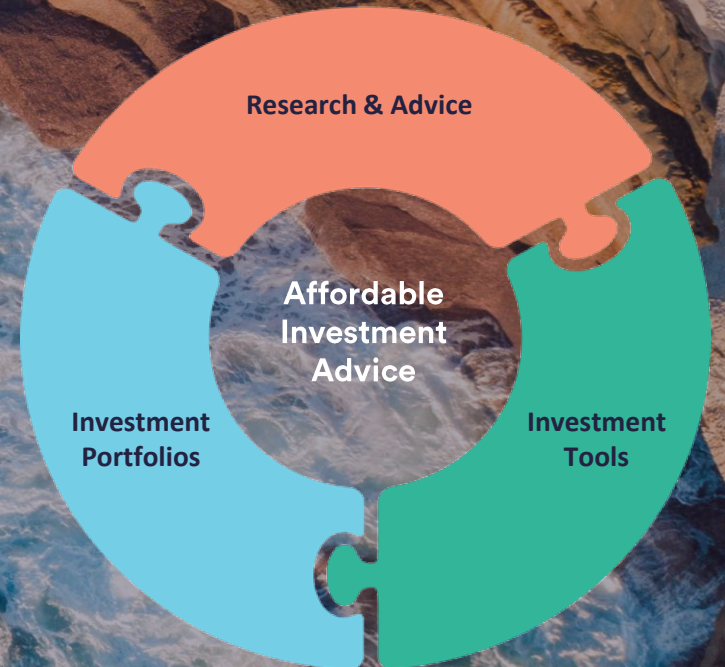 Research & Advice
Affordable
Investment
Advice
Investment
Portfolios
Investment
Tools